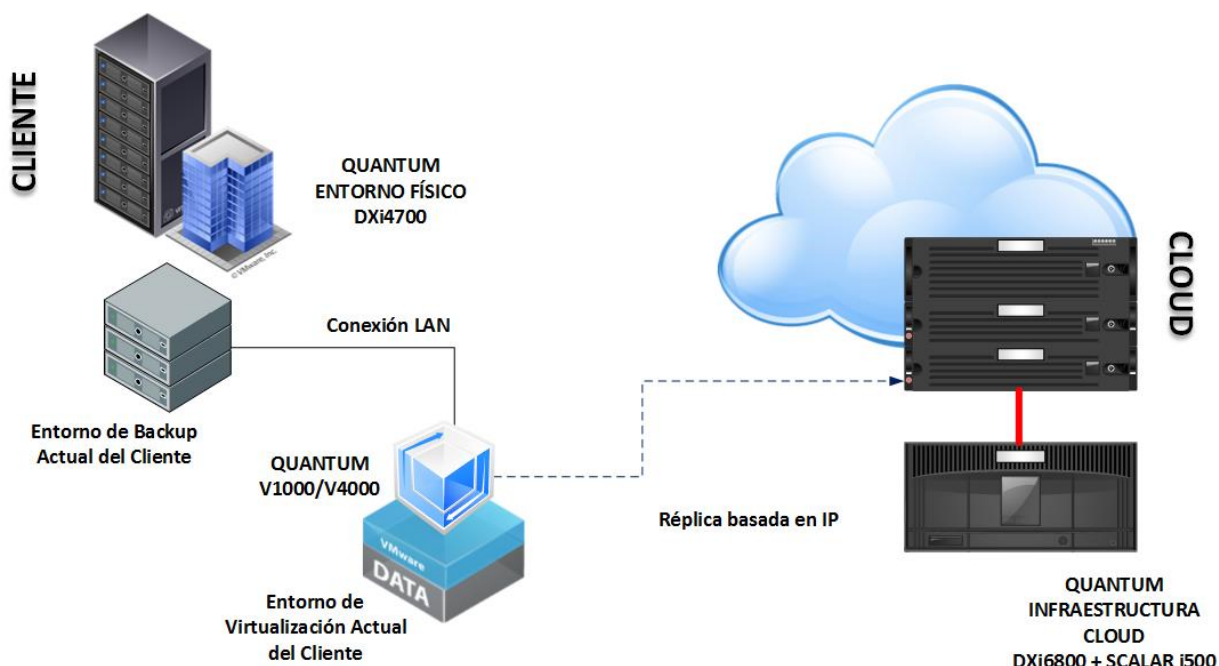 CLIENTE
QUANTUM
ENTORNO FÍSICO
DXi4700
©VMware, Inc.
Conexión LAN
Entorno de Backup
Actual del Cliente
QUANTUM
V1000/V4000
VMware
DATA
Entorno de
Virtualización Actual
del Cliente
Réplica basada en IP
CLOUD
QUANTUM
INFRAESTRUCTURA
CLOUD
DXi6800 + SCALAR i500